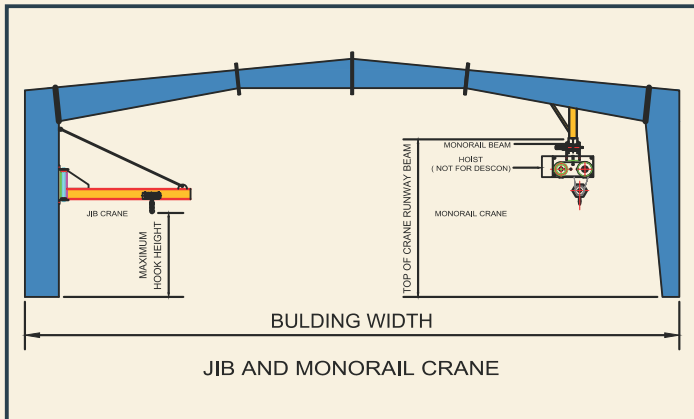 MONORAIL BEAM
HOIST
( NOT FOR DESCON)
JIB CRANE
MONORAIL CRANE
MAXIMUM
HOOK HEIGHT
TOP OF CRANE RUNWAY BEAM
BULDING WIDTH
JIB AND MONORAIL CRANE